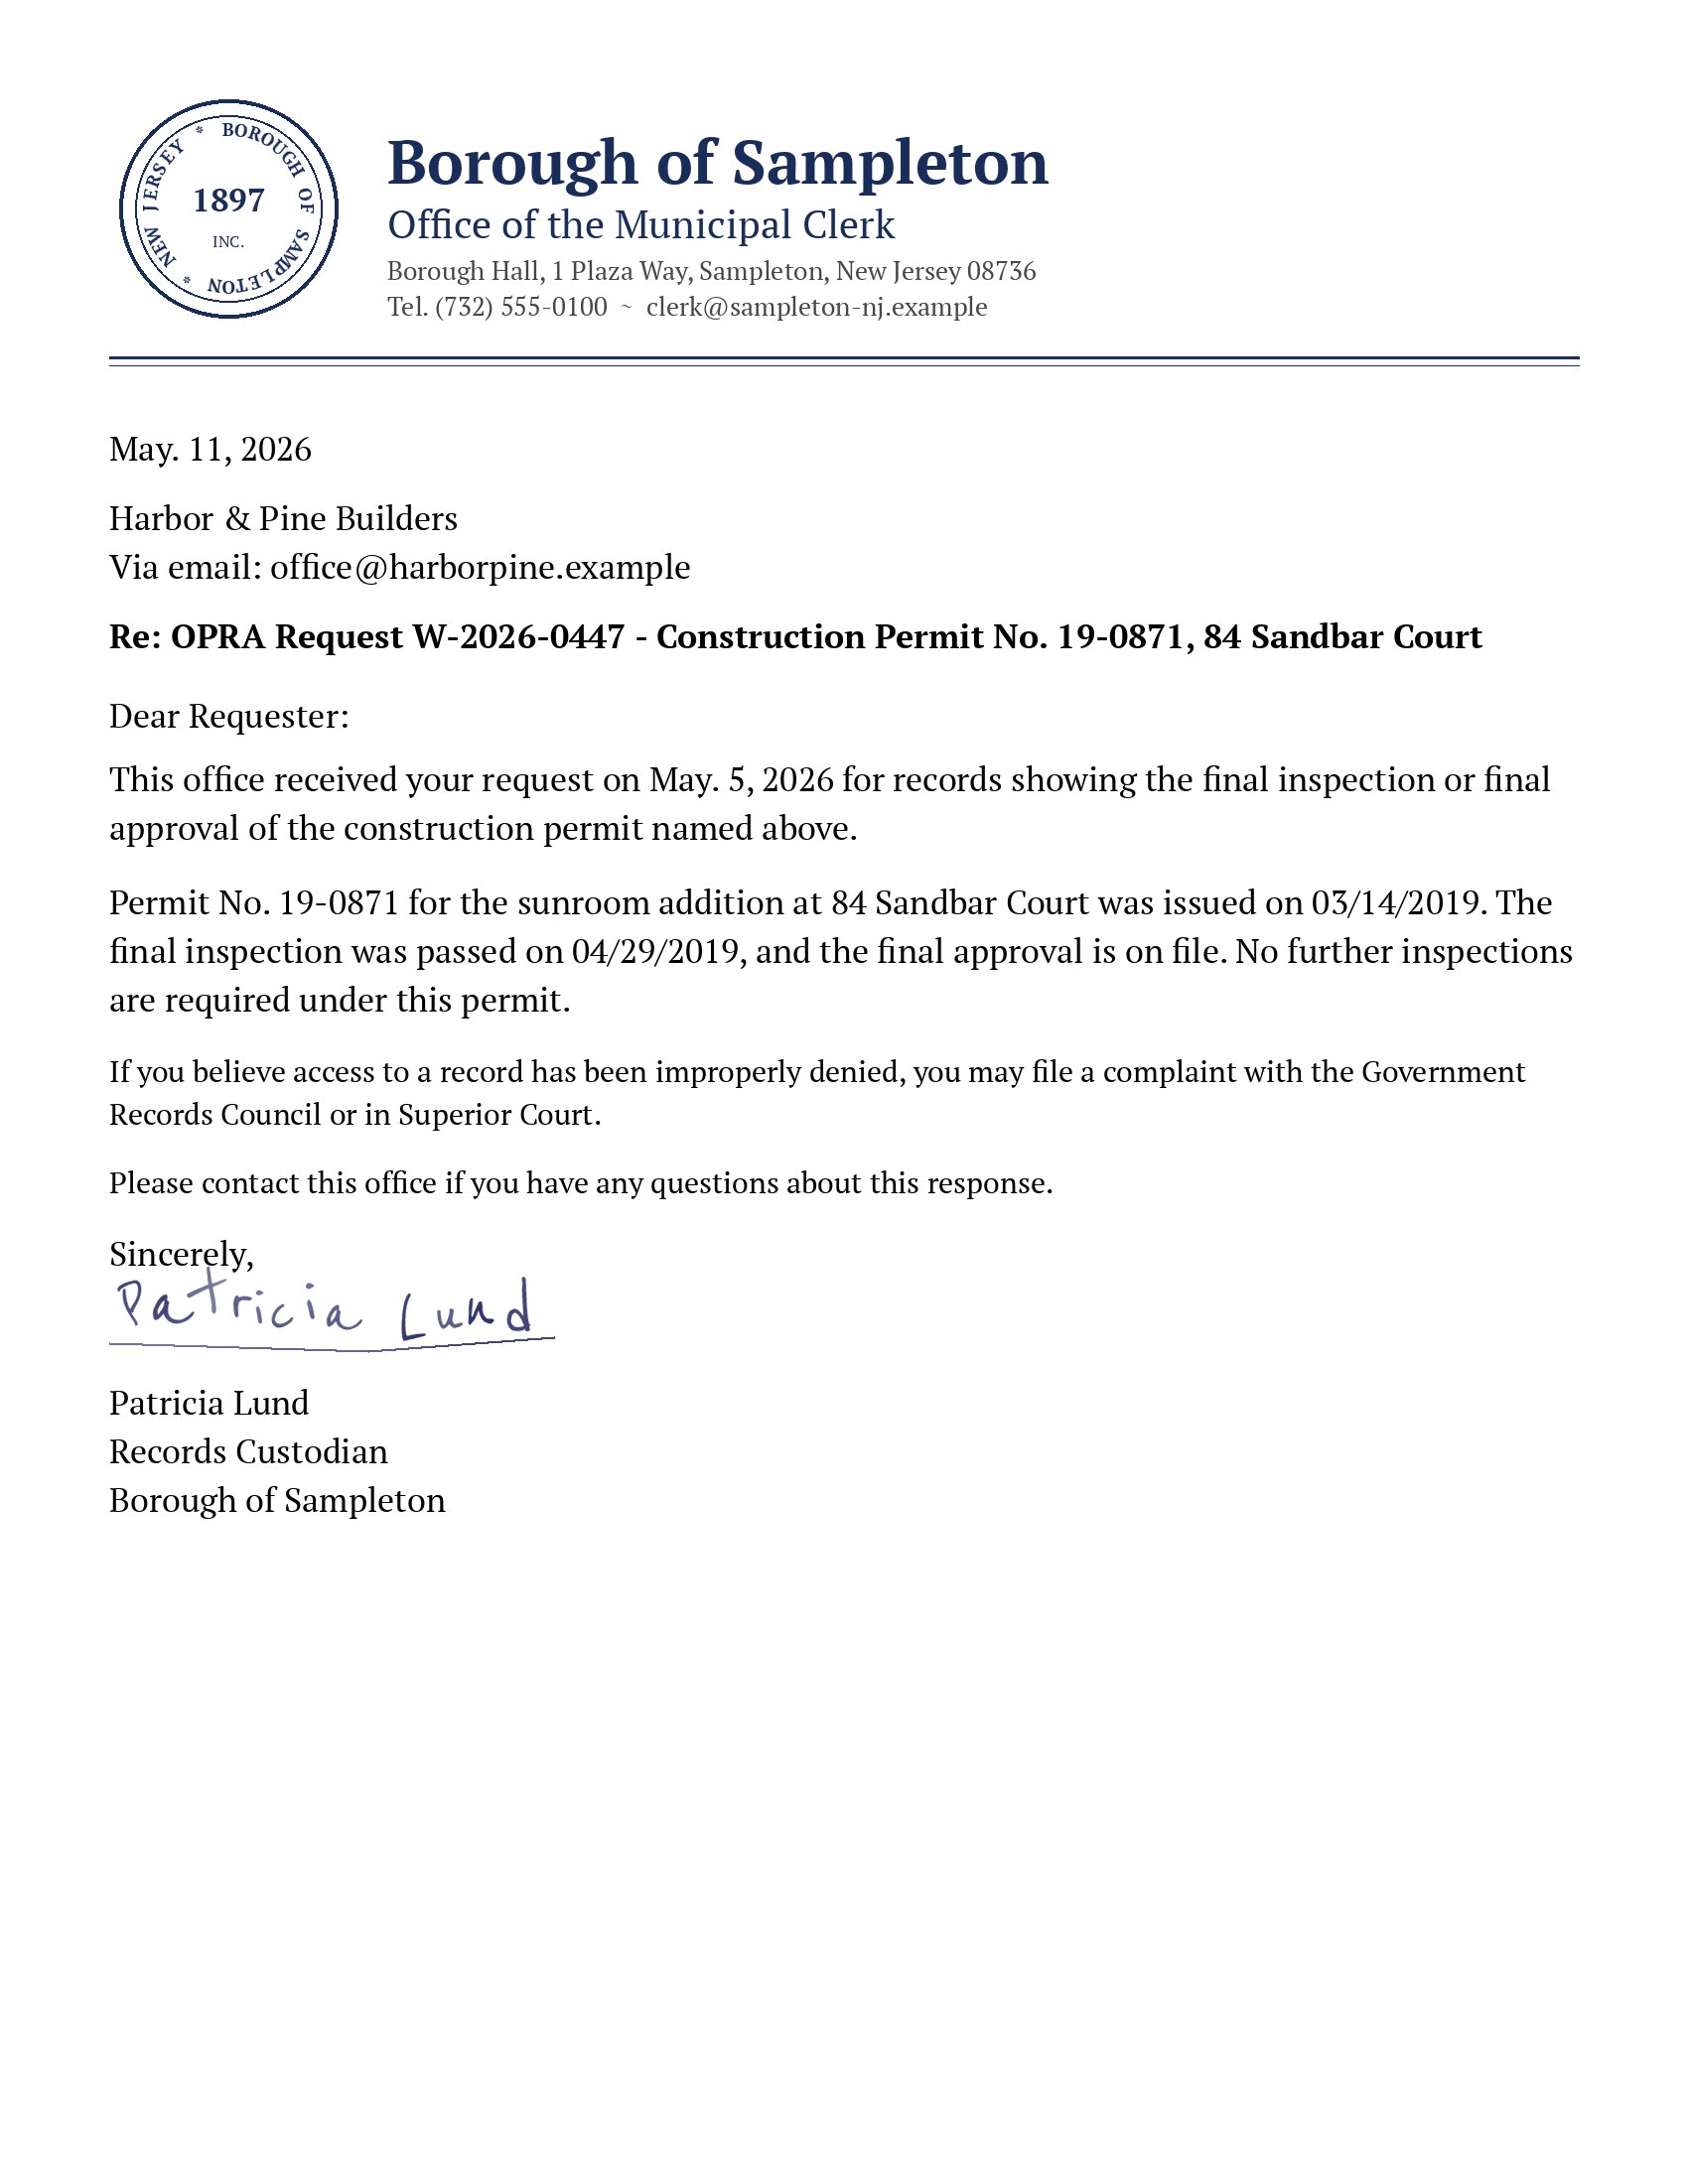 BOROUGH OF SAMPLETON * NEW JERSEY *
1897
INC.
Borough of Sampleton
Office of the Municipal Clerk
Borough Hall, 1 Plaza Way, Sampleton, New Jersey 08736
Tel. (732) 555-0100 ~ clerk@sampleton-nj.example
May. 11, 2026
Harbor & Pine Builders
Via email: office@harborpine.example
Re: OPRA Request W-2026-0447 - Construction Permit No. 19-0871, 84 Sandbar Court
Dear Requester:
This office received your request on May. 5, 2026 for records showing the final inspection or final
approval of the construction permit named above.
Permit No. 19-0871 for the sunroom addition at 84 Sandbar Court was issued on 03/14/2019. The
final inspection was passed on 04/29/2019, and the final approval is on file. No further inspections
are required under this permit.
If you believe access to a record has been improperly denied, you may file a complaint with the Government
Records Council or in Superior Court.
Please contact this office if you have any questions about this response.
Sincerely,
Patricia Lund
Patricia Lund
Records Custodian
Borough of Sampleton